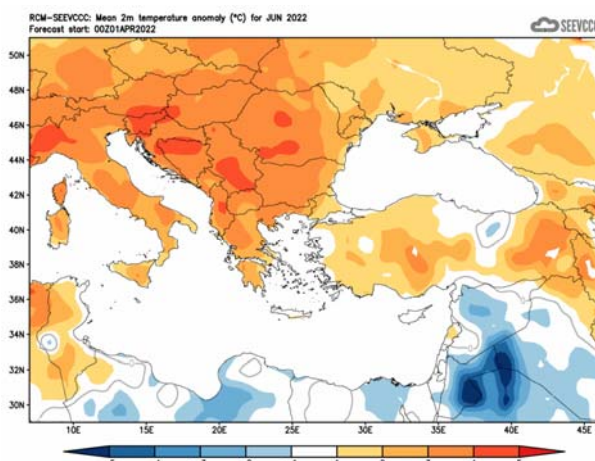 RCM-SEEVCCC: Mean 2m temperature anomaly (°C) for JUN 2022
Forecast start: 00Z01APR2022
SEEVCCC
50N
48N
46N
44N
42N
40N
38N
36N
34N
32N
30N
10E 15E 20E 25E 30E 35E 40E 45E